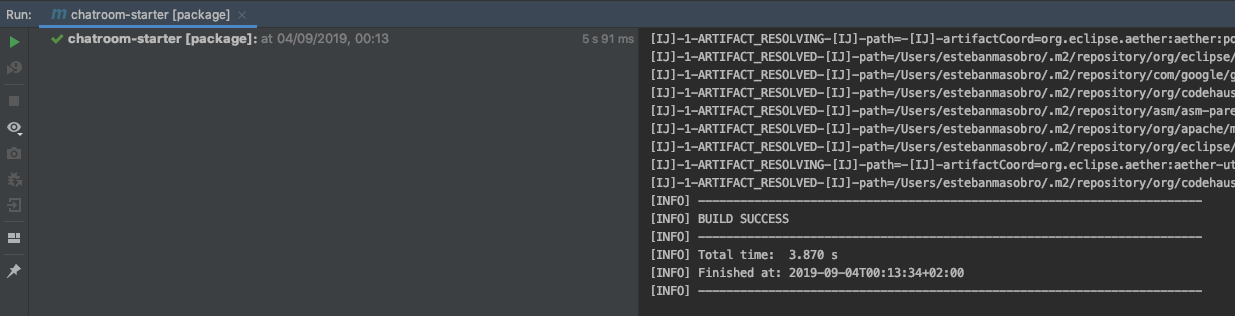 Run: m chatroom-starter [package] ×
chatroom-starter [package]: at 04/09/2019, 00:13 5 s 91 ms
[IJ]-1-ARTIFACT_RESOLVING-[IJ]-path=-[IJ]-artifactCoord=org.eclipse.aether:aether:po
[IJ]-1-ARTIFACT_RESOLVED-[IJ]-path=/Users/estebanmasobro/.m2/repository/org/eclipse/
[IJ]-1-ARTIFACT_RESOLVED-[IJ]-path=/Users/estebanmasobro/.m2/repository/com/google/g
[IJ]-1-ARTIFACT_RESOLVED-[IJ]-path=/Users/estebanmasobro/.m2/repository/org/codehaus
[IJ]-1-ARTIFACT_RESOLVED-[IJ]-path=/Users/estebanmasobro/.m2/repository/asm/asm-pare
[IJ]-1-ARTIFACT_RESOLVED-[IJ]-path=/Users/estebanmasobro/.m2/repository/org/apache/m
[IJ]-1-ARTIFACT_RESOLVED-[IJ]-path=/Users/estebanmasobro/.m2/repository/org/eclipse/
[IJ]-1-ARTIFACT_RESOLVING-[IJ]-path=-[IJ]-artifactCoord=org.eclipse.aether:aether-ut
[IJ]-1-ARTIFACT_RESOLVED-[IJ]-path=/Users/estebanmasobro/.m2/repository/org/codehaus
[INFO] ------------------------------------------------------------------------
[INFO] BUILD SUCCESS
[INFO] ------------------------------------------------------------------------
[INFO] Total time:  3.870 s
[INFO] Finished at: 2019-09-04T00:13:34+02:00
[INFO] ------------------------------------------------------------------------